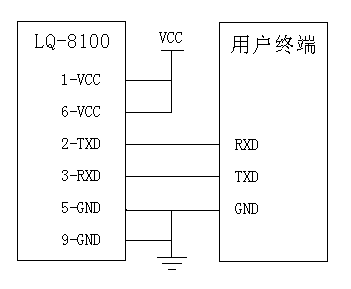 LQ-8100
VCC
用户终端
1-VCC
6-VCC
2-TXD
RXD
3-RXD
TXD
5-GND
GND
9-GND